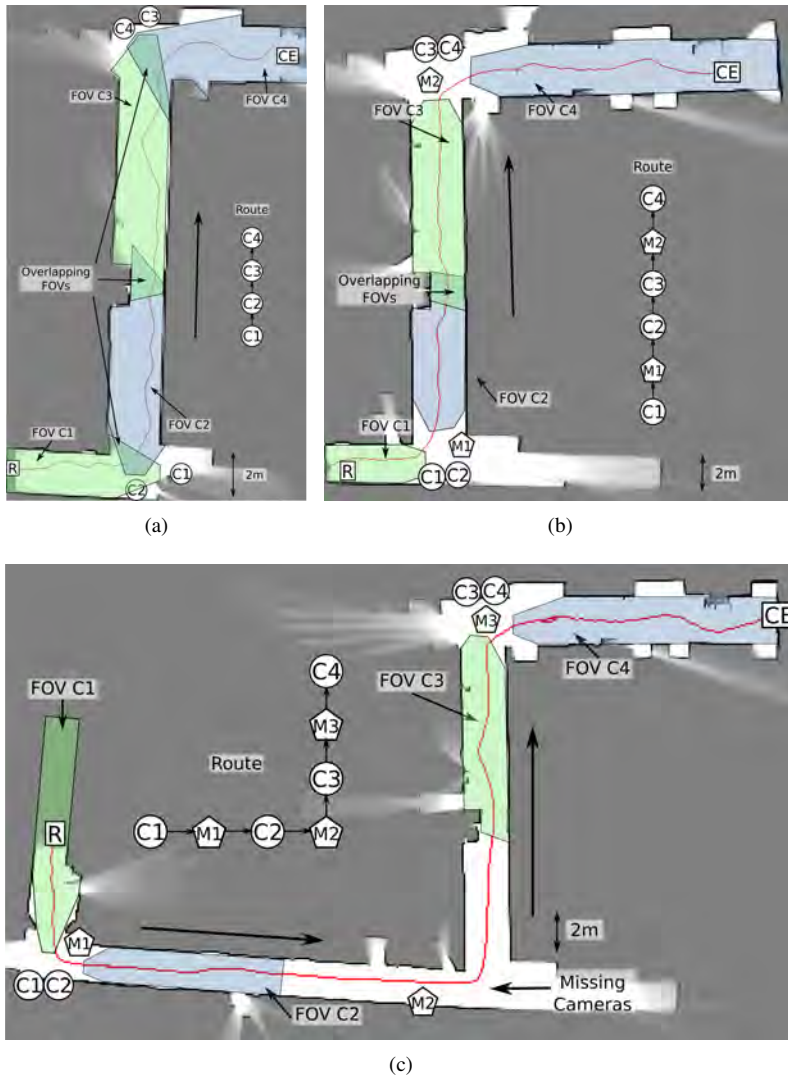 C3
C4
CE
FOV C3
FOV C4
Route
C4
C3
C2
C1
Overlapping
FOVs
FOV C2
FOV C1
R
C1
C2
2m
(a)
C3 C4
M2
CE
FOV C3
FOV C4
Route
C4
M2
C3
C2
M1
C1
Overlapping
FOVs
FOV C2
FOV C1
M1
R
C1 C2
2m
(b)
C3 C4
M3
CE
FOV C4
FOV C1
FOV C3
C4
M3
Route
C3
R
C1 M1 C2 M2
2m
M1
C1 C2
FOV C2
M2
Missing
Cameras
(c)